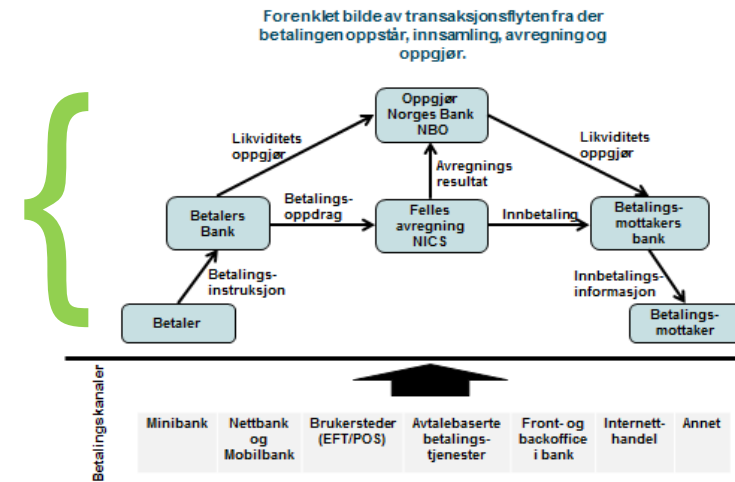 Forenklet bilde av transaksjonsflyten fra der
betalingen oppstår, innsamling, avregning og
oppgjør.
Oppgjør
Norges Bank
NBO
Likviditets
oppgjør
Likviditets
oppgjør
Avregnings
resultat
Betalers
Bank
Betalings-
oppdrag
Felles
avregning
NICS
Innbetaling
Betalings-
mottakers
bank
Betalings-
instruksjon
Innbetalings-
informasjon
Betaler
Betalings-
mottaker
Betalingskanaler
Minibank
Nettbank
og
Mobilbank
Brukersteder
(EFT/POS)
Avtalebaserte
betalings-
tjenester
Front- og
backoffice
i bank
Internett-
handel
Annet